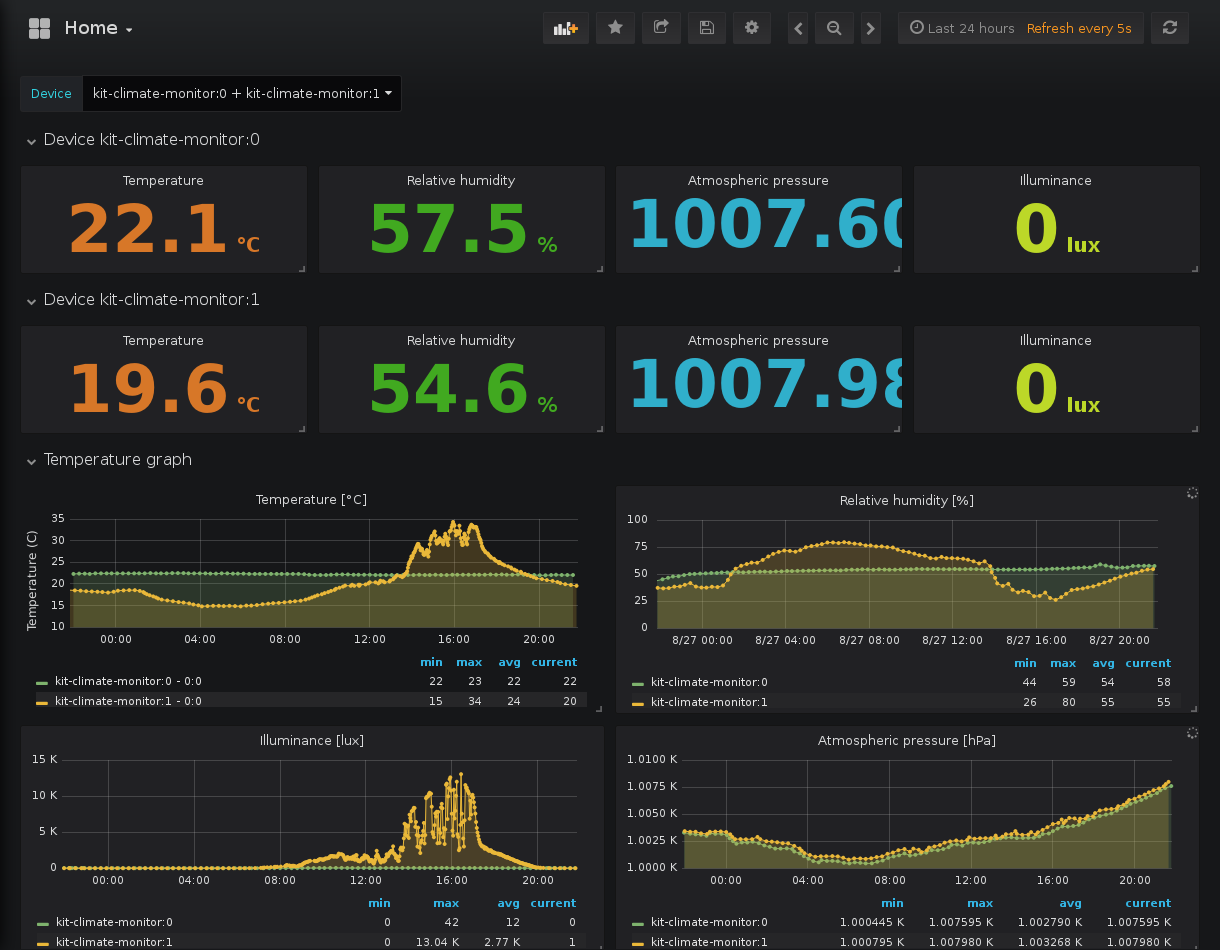 Home
Last 24 hours Refresh every 5s
Device kit-climate-monitor:0 + kit-climate-monitor:1
Device kit-climate-monitor:0
Temperature Relative humidity Atmospheric pressure Illuminance
22.1 °C 57.5 % 1007.60 0 lux
Device kit-climate-monitor:1
Temperature Relative humidity Atmospheric pressure Illuminance
19.6 °C 54.6 % 1007.98 0 lux
Temperature graph
Temperature [°C]
Temperature (C)
35
30
25
20
15
10
00:00 04:00 08:00 12:00 16:00 20:00
min max avg current
kit-climate-monitor:0 - 0:0 22 23 22 22
kit-climate-monitor:1 - 0:0 15 34 24 20
Relative humidity [%]
100
75
50
25
0
8/27 00:00 8/27 04:00 8/27 08:00 8/27 12:00 8/27 16:00 8/27 20:00
min max avg current
kit-climate-monitor:0 44 59 54 58
kit-climate-monitor:1 26 80 55 55
Illuminance [lux]
15 K
10 K
5 K
0
00:00 04:00 08:00 12:00 16:00 20:00
min max avg current
kit-climate-monitor:0 0 42 12 0
kit-climate-monitor:1 0 13.04 K 2.77 K 1
Atmospheric pressure [hPa]
1.0100 K
1.0075 K
1.0050 K
1.0025 K
1.0000 K
00:00 04:00 08:00 12:00 16:00 20:00
min max avg current
kit-climate-monitor:0 1.000445 K 1.007595 K 1.002790 K 1.007595 K
kit-climate-monitor:1 1.000795 K 1.007980 K 1.003268 K 1.007980 K